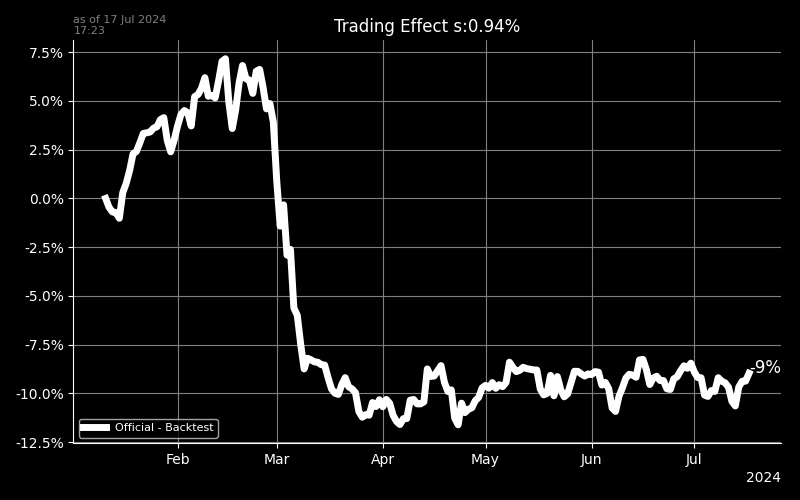 as of 17 Jul 2024
17:23
Trading Effect s:0.94%
7.5%
5.0%
2.5%
0.0%
-2.5%
-5.0%
-7.5%
-10.0%
-12.5%
-9%
Official - Backtest
Feb
Mar
Apr
May
Jun
Jul
2024